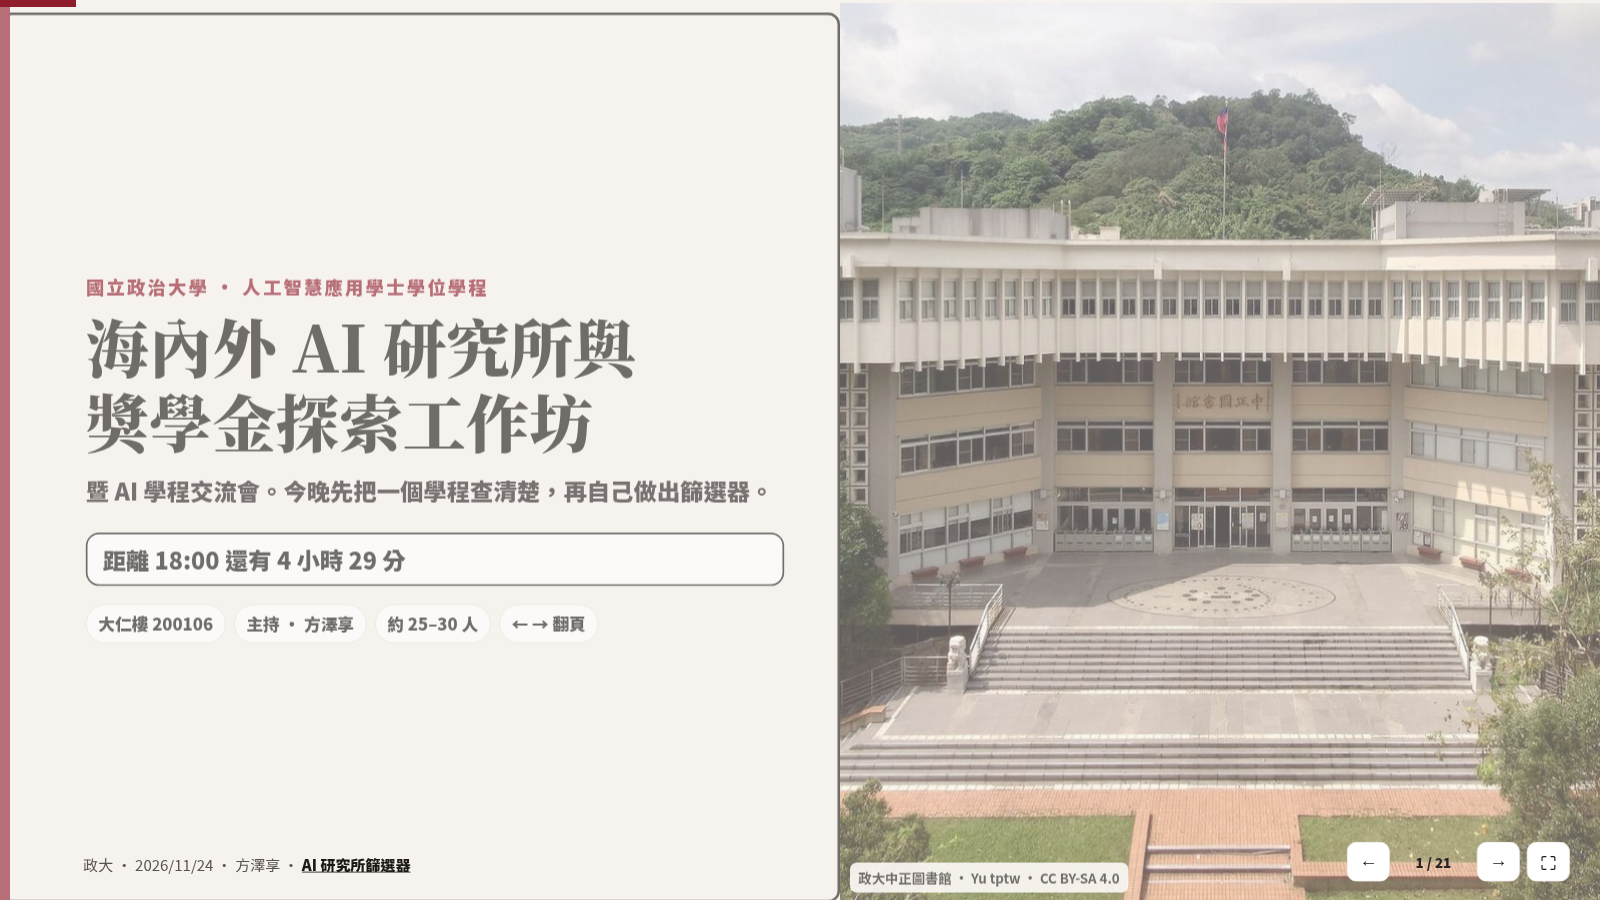 國立政治大學 · 人工智慧應用學士學位學程
海內外 AI 研究所與
獎學金探索工作坊
暨 AI 學程交流會。今晚先把一個學程查清楚，再自己做出篩選器。
距離 18:00 還有 4 小時 29 分
大仁樓 200106
主持 · 方澤享
約 25–30 人
← → 翻頁
政大 · 2026/11/24 · 方澤享 · AI 研究所篩選器
中正圖書館
政大中正圖書館 · Yu tptw · CC BY-SA 4.0
← 1 / 21 →